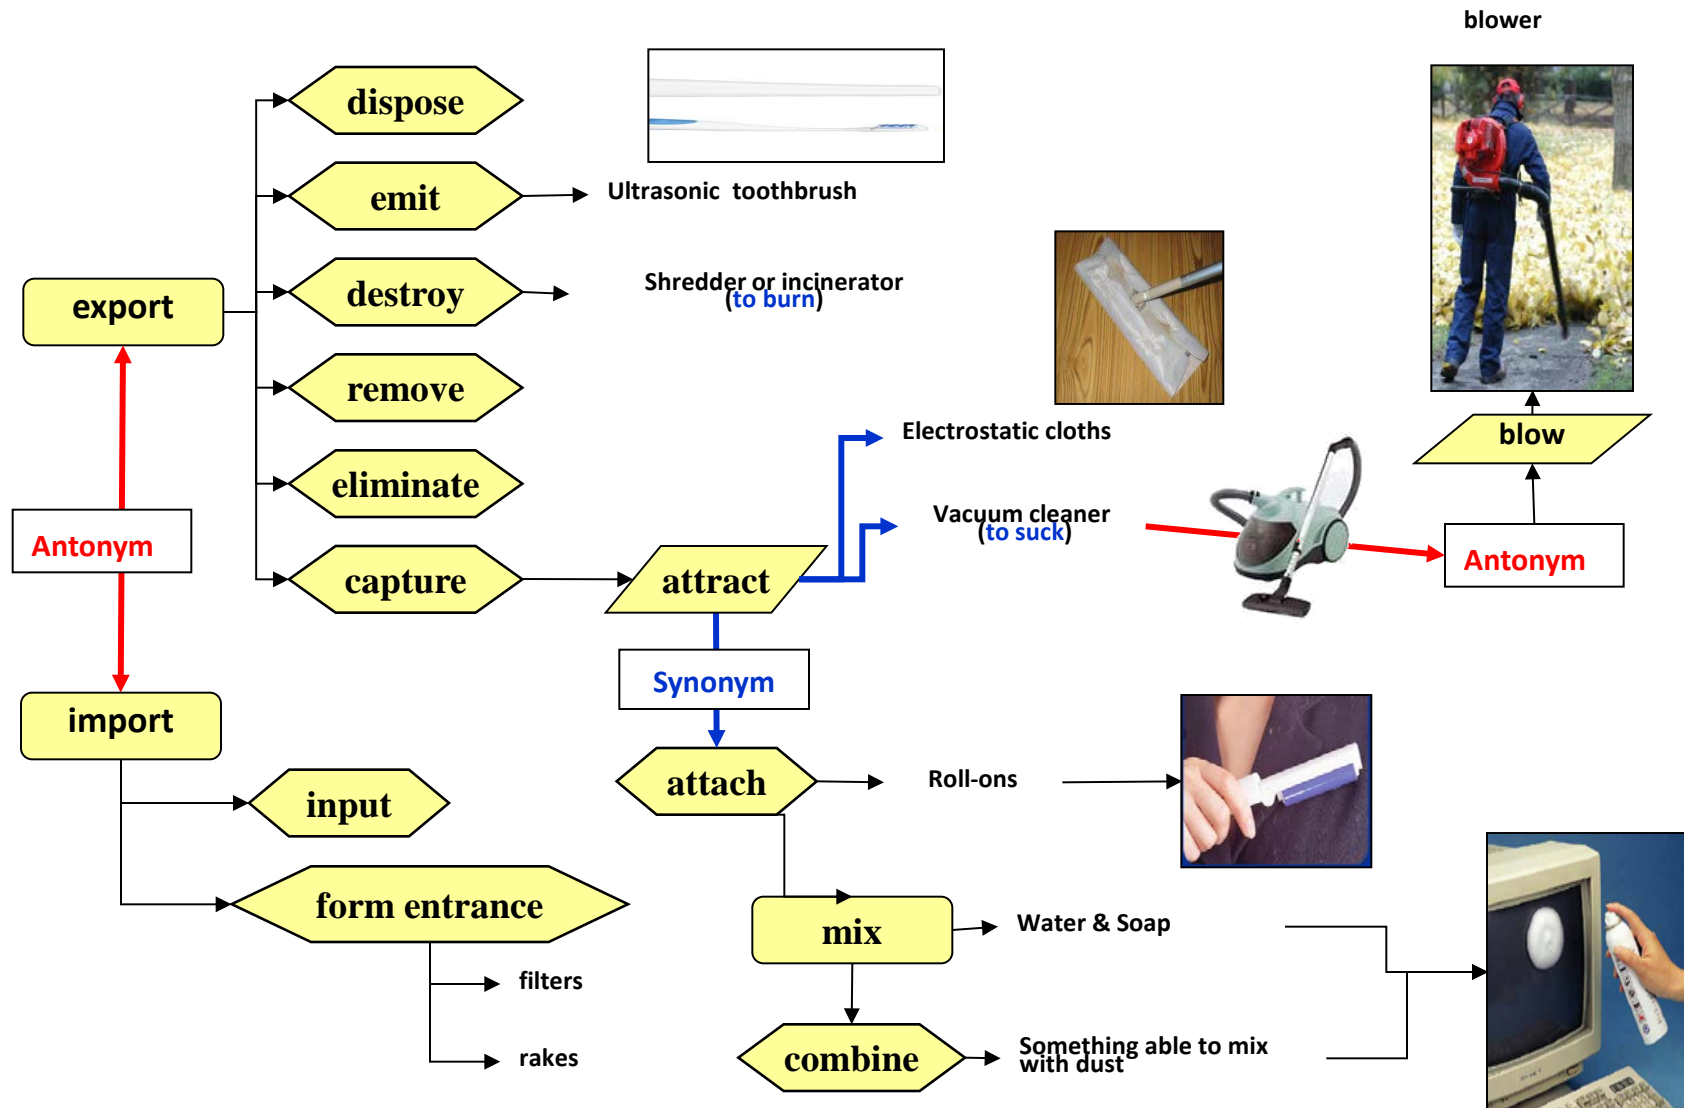 blower
dispose
emit
Ultrasonic  toothbrush
destroy
Shredder or incinerator
(to burn)
export
remove
Electrostatic cloths
blow
eliminate
Vacuum cleaner
(to suck)
Antonym
Antonym
capture
attract
Synonym
import
attach
Roll-ons
input
form entrance
mix
Water & Soap
filters
rakes
combine
Something able to mix
with dust